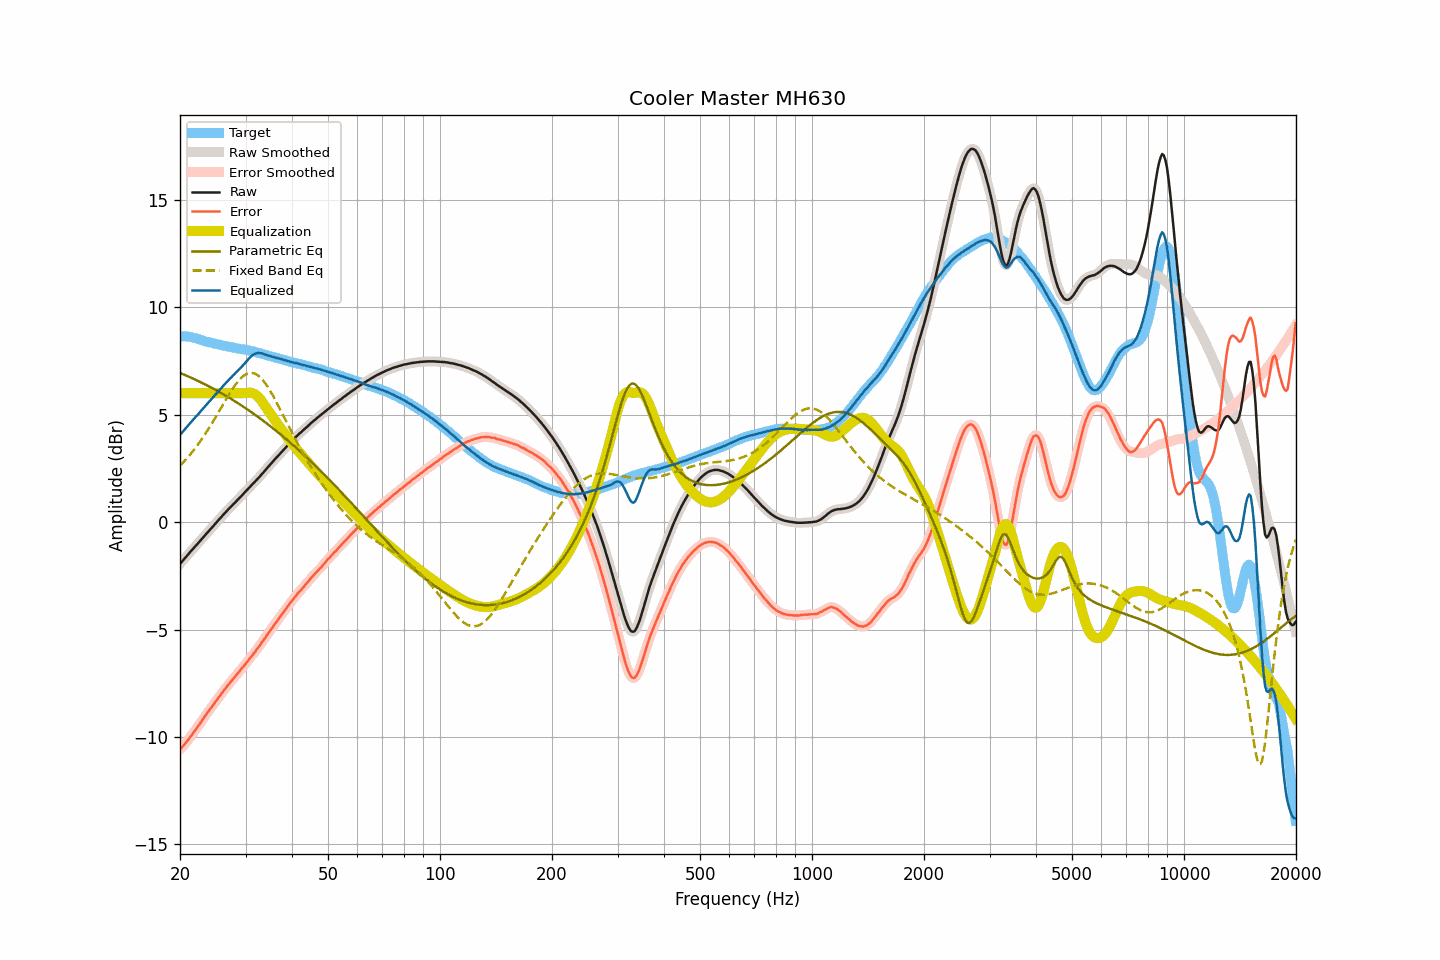 Cooler Master MH630
Target
Raw Smoothed
Error Smoothed
Raw
Error
Equalization
Parametric Eq
Fixed Band Eq
Equalized
15
10
5
0
−5
−10
−15
Amplitude (dBr)
20 50 100 200 500 1000 2000 5000 10000 20000
Frequency (Hz)